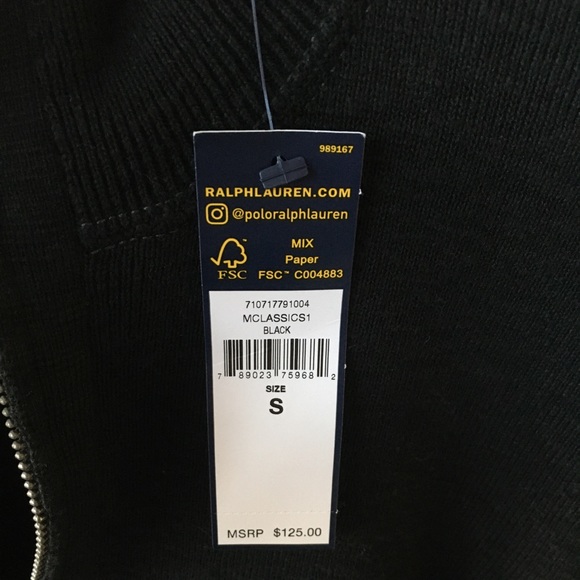 989167
RALPHLAUREN.COM
@poloralphlauren
MIX
Paper
FSC™ C004883
FSC
710717791004
MCLASSICS1
BLACK
7 89023 75968 2
SIZE
S
MSRP $125.00